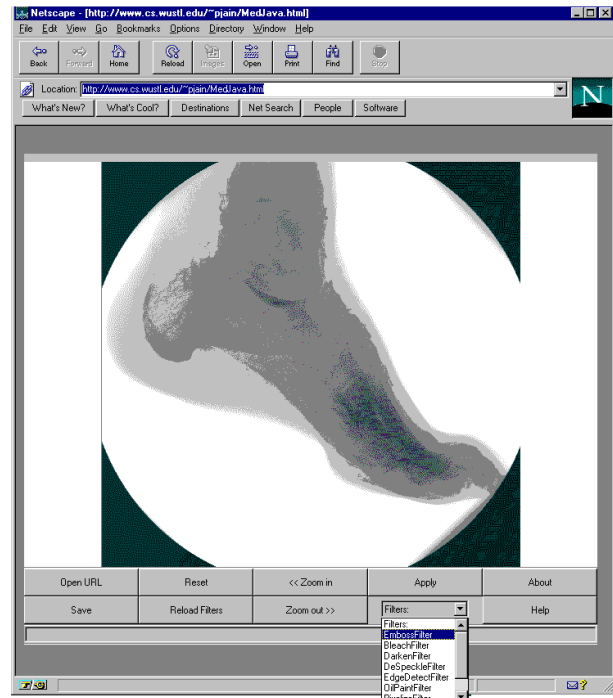 Netscape - [http://www.cs.wustl.edu/~pjain/MedJava.html]
File Edit View Go Bookmarks Options Directory Window Help
Back Forward Home Reload Images Open Print Find Stop
Location: http://www.cs.wustl.edu/~pjain/MedJava.html
N
What's New? What's Cool? Destinations Net Search People Software
Open URL Reset << Zoom in Apply About
Save Reload Filters Zoom out >> Filters: Help
Filters:
EmbossFilter
BleachFilter
DarkenFilter
DeSpeckleFilter
EdgeDetectFilter
OilPaintFilter